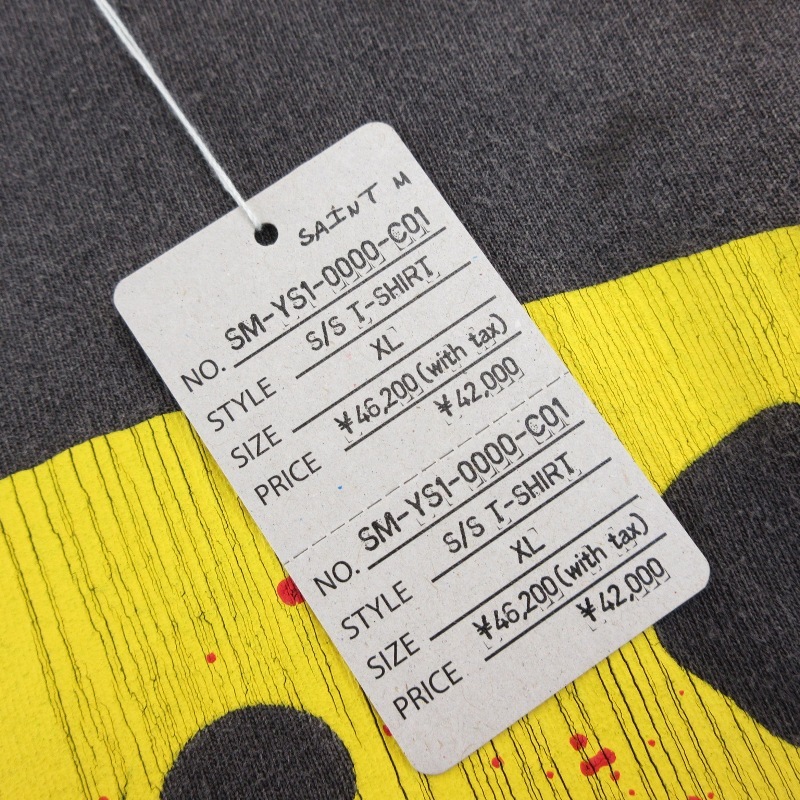 SAINT M
NO. SM-YS1-0000-C01
STYLE S/S T-SHIRT
SIZE XL
¥46,200(with tax)
PRICE ¥42,000
NO. SM-YS1-0000-C01
STYLE S/S T-SHIRT
SIZE XL
¥46,200(with tax)
PRICE ¥42,000